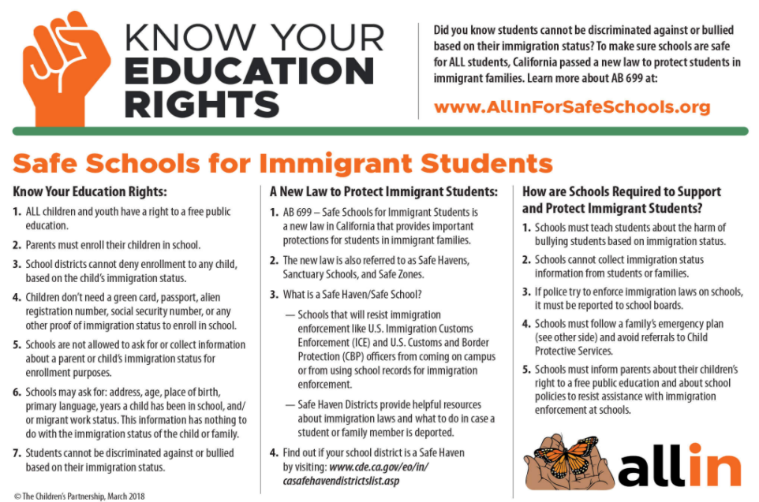 KNOW YOUR
EDUCATION
RIGHTS
Did you know students cannot be discriminated against or bullied
based on their immigration status? To make sure schools are safe
for ALL students, California passed a new law to protect students in
immigrant families. Learn more about AB 699 at:
www.AllInForSafeSchools.org
Safe Schools for Immigrant Students
Know Your Education Rights:
1. ALL children and youth have a right to a free public
education.
2. Parents must enroll their children in school.
3. School districts cannot deny enrollment to any child,
based on the child's immigration status.
4. Children don't need a green card, passport, alien
registration number, social security number, or any
other proof of immigration status to enroll in school.
5. Schools are not allowed to ask for or collect information
about a parent or child's immigration status for
enrollment purposes.
6. Schools may ask for: address, age, place of birth,
primary language, years a child has been in school, and/
or migrant work status. This information has nothing to
do with the immigration status of the child or family.
7. Students cannot be discriminated against or bullied
based on their immigration status.
A New Law to Protect Immigrant Students:
1. AB 699 – Safe Schools for Immigrant Students is
a new law in California that provides important
protections for students in immigrant families.
2. The new law is also referred to as Safe Havens,
Sanctuary Schools, and Safe Zones.
3. What is a Safe Haven/Safe School?
— Schools that will resist immigration
enforcement like U.S. Immigration Customs
Enforcement (ICE) and U.S. Customs and Border
Protection (CBP) officers from coming on campus
or from using school records for immigration
enforcement.
— Safe Haven Districts provide helpful resources
about immigration laws and what to do in case a
student or family member is deported.
4. Find out if your school district is a Safe Haven
by visiting: www.cde.ca.gov/eo/in/
casafehavendistrictslist.asp
How are Schools Required to Support
and Protect Immigrant Students?
1. Schools must teach students about the harm of
bullying students based on immigration status.
2. Schools cannot collect immigration status
information from students or families.
3. If police try to enforce immigration laws on schools,
it must be reported to school boards.
4. Schools must follow a family's emergency plan
(see other side) and avoid referrals to Child
Protective Services.
5. Schools must inform parents about their children's
right to a free public education and about school
policies to resist assistance with immigration
enforcement at schools.
allin
© The Children's Partnership, March 2018